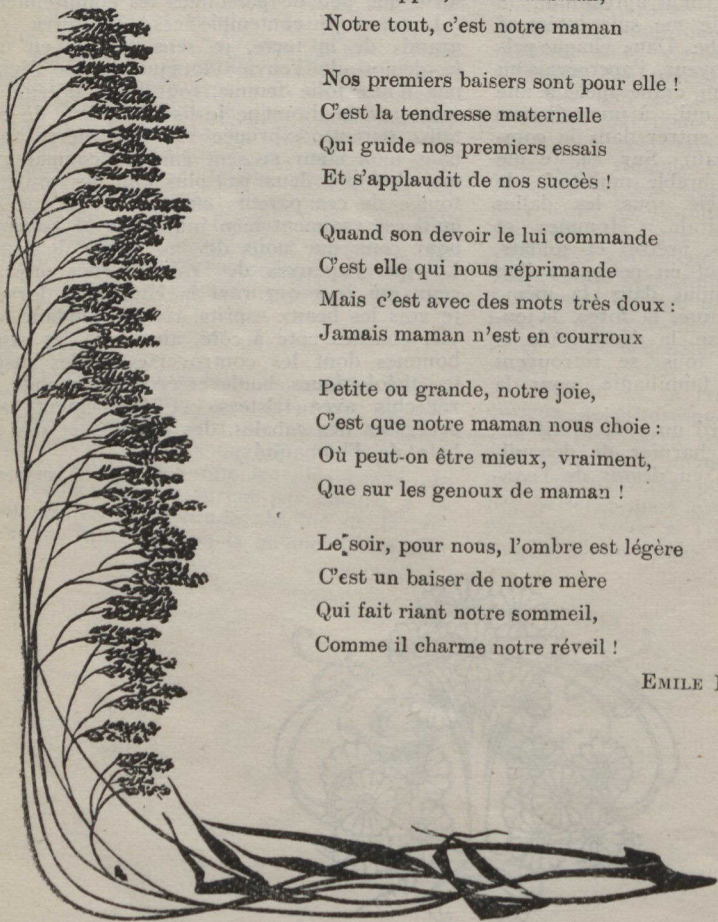 Notre tout, c'est notre maman
Nos premiers baisers sont pour elle !
C'est la tendresse maternelle
Qui guide nos premiers essais
Et s'applaudit de nos succès !
Quand son devoir le lui commande
C'est elle qui nous réprimande
Mais c'est avec des mots très doux :
Jamais maman n'est en courroux
Petite ou grande, notre joie,
C'est que notre maman nous choie :
Où peut-on être mieux, vraiment,
Que sur les genoux de maman !
Le soir, pour nous, l'ombre est légère
C'est un baiser de notre mère
Qui fait riant notre sommeil,
Comme il charme notre réveil !
EMILE